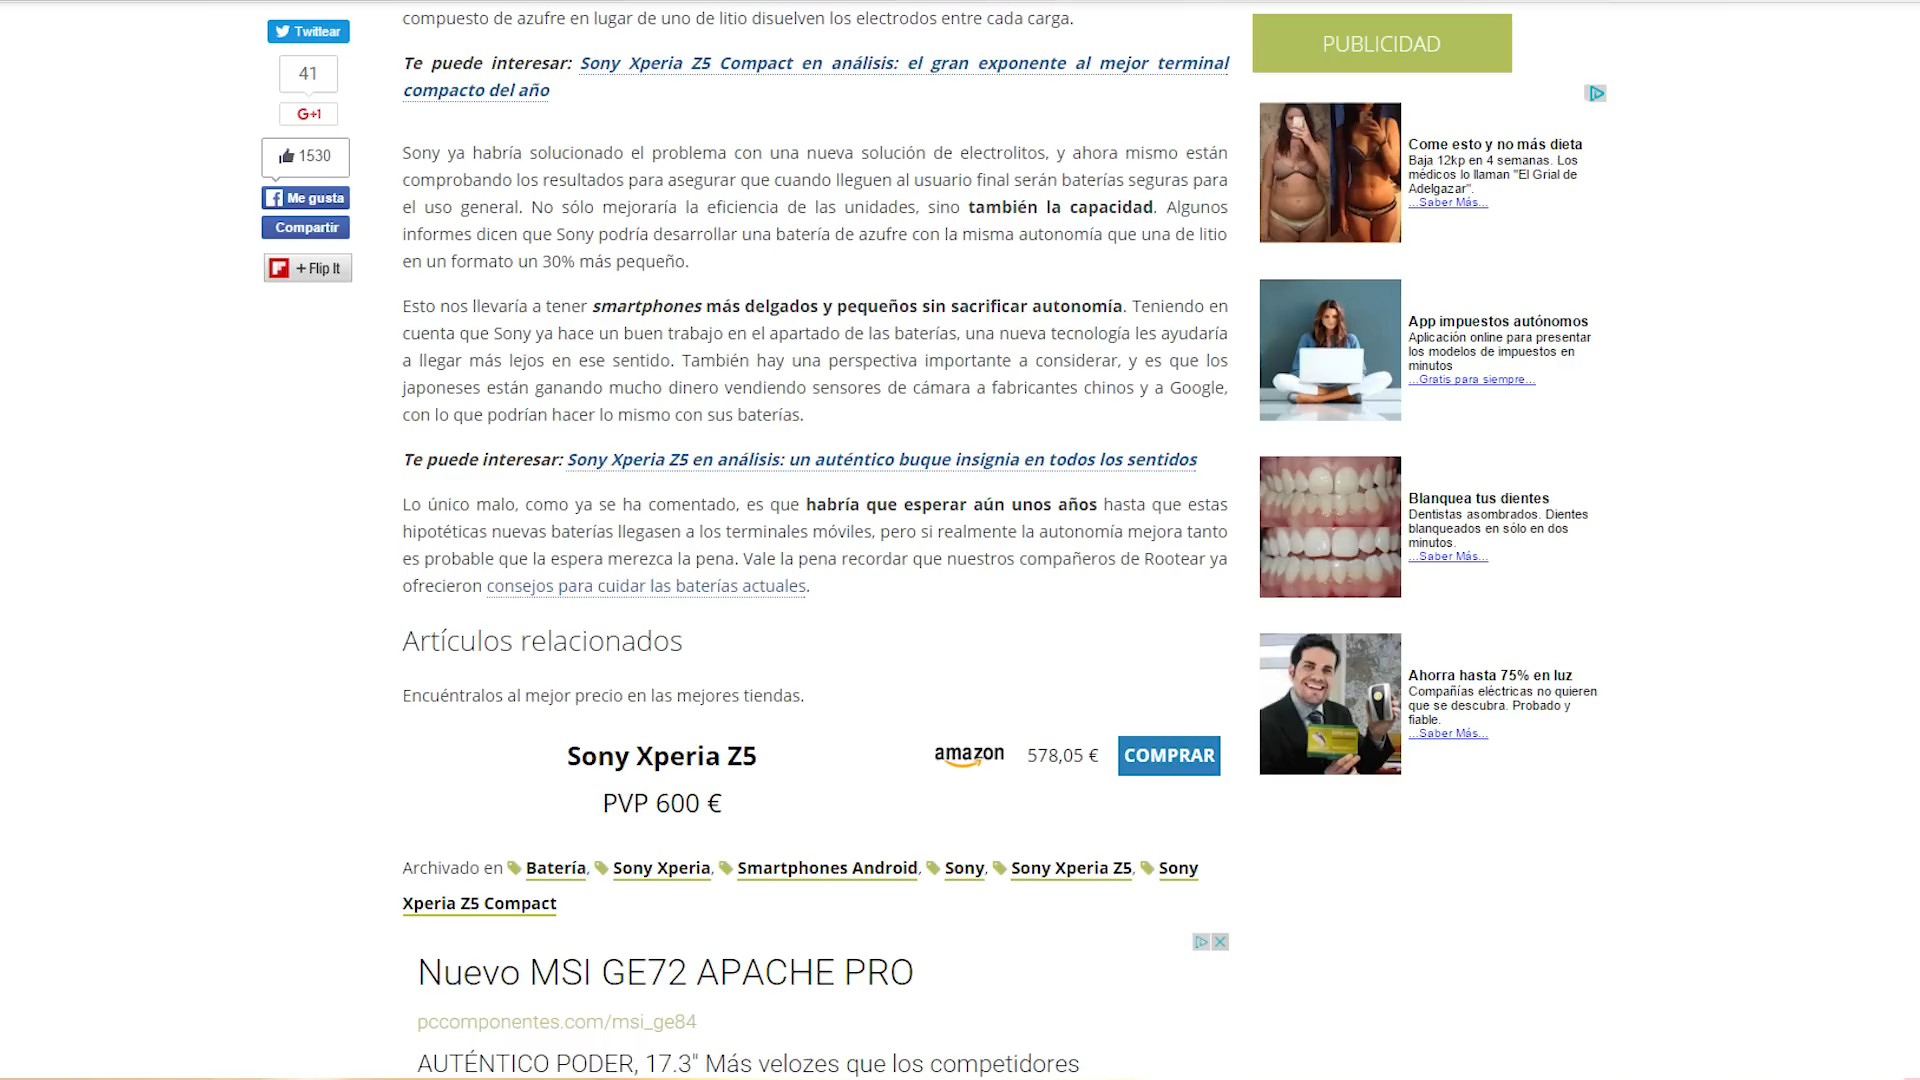 compuesto de azufre en lugar de uno de litio disuelven los electrodos entre cada carga.
Te puede interesar: Sony Xperia Z5 Compact en análisis: el gran exponente al mejor terminal
compacto del año
Sony ya habría solucionado el problema con una nueva solución de electrolitos, y ahora mismo están
comprobando los resultados para asegurar que cuando lleguen al usuario final serán baterías seguras para
el uso general. No sólo mejoraría la eficiencia de las unidades, sino también la capacidad. Algunos
informes dicen que Sony podría desarrollar una batería de azufre con la misma autonomía que una de litio
en un formato un 30% más pequeño.
Esto nos llevaría a tener smartphones más delgados y pequeños sin sacrificar autonomía. Teniendo en
cuenta que Sony ya hace un buen trabajo en el apartado de las baterías, una nueva tecnología les ayudaría
a llegar más lejos en ese sentido. También hay una perspectiva importante a considerar, y es que los
japoneses están ganando mucho dinero vendiendo sensores de cámara a fabricantes chinos y a Google,
con lo que podrían hacer lo mismo con sus baterías.
Te puede interesar: Sony Xperia Z5 en análisis: un auténtico buque insignia en todos los sentidos
Lo único malo, como ya se ha comentado, es que habría que esperar aún unos años hasta que estas
hipotéticas nuevas baterías llegasen a los terminales móviles, pero si realmente la autonomía mejora tanto
es probable que la espera merezca la pena. Vale la pena recordar que nuestros compañeros de Rootear ya
ofrecieron consejos para cuidar las baterías actuales.
Artículos relacionados
Encuéntralos al mejor precio en las mejores tiendas.
Sony Xperia Z5
PVP 600 €
amazon 578,05 € COMPRAR
Archivado en Batería, Sony Xperia, Smartphones Android, Sony, Sony Xperia Z5, Sony
Xperia Z5 Compact
Nuevo MSI GE72 APACHE PRO
pccomponentes.com/msi_ge84
AUTÉNTICO PODER, 17.3" Más velozes que los competidores
Twittear
41
G+1
1530
Me gusta
Compartir
+ Flip It
PUBLICIDAD
Come esto y no más dieta
Baja 12kp en 4 semanas. Los
médicos lo llaman "El Grial de
Adelgazar".
...Saber Más...
App impuestos autónomos
Aplicación online para presentar
los modelos de impuestos en
minutos
...Gratis para siempre...
Blanquea tus dientes
Dentistas asombrados. Dientes
blanqueados en sólo en dos
minutos.
...Saber Más...
Ahorra hasta 75% en luz
Compañías eléctricas no quieren
que se descubra. Probado y
fiable.
...Saber Más...